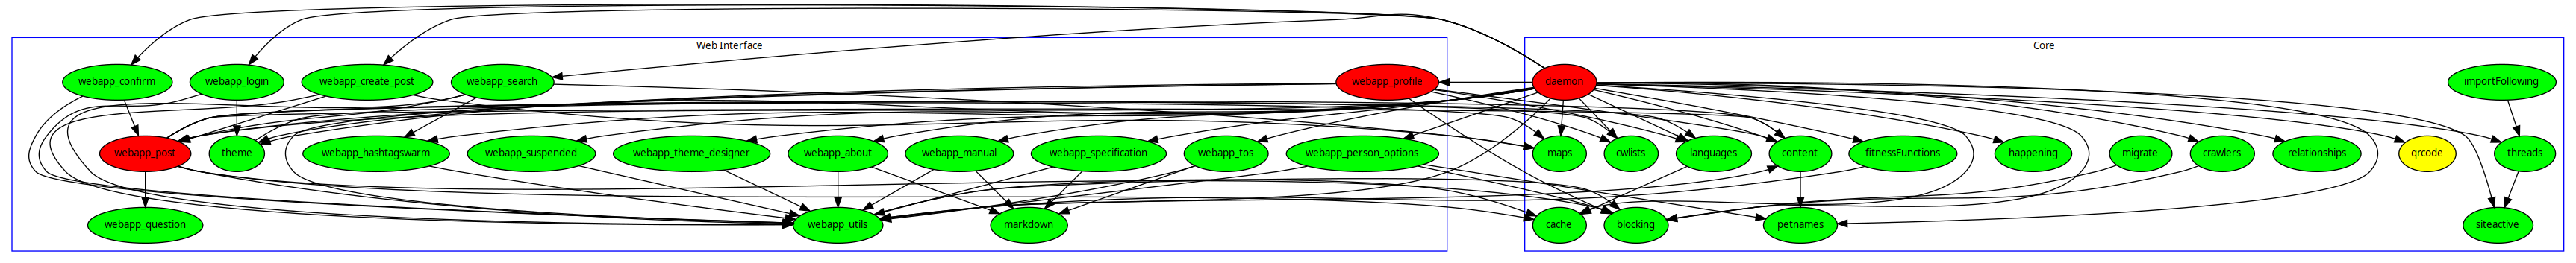 Web Interface
Core
webapp_confirm
webapp_login
webapp_create_post
webapp_search
webapp_profile
daemon
importFollowing
webapp_post
theme
webapp_hashtagswarm
webapp_suspended
webapp_theme_designer
webapp_about
webapp_manual
webapp_specification
webapp_tos
webapp_person_options
maps
cwlists
languages
content
fitnessFunctions
happening
migrate
crawlers
relationships
qrcode
threads
webapp_question
webapp_utils
markdown
cache
blocking
petnames
siteactive